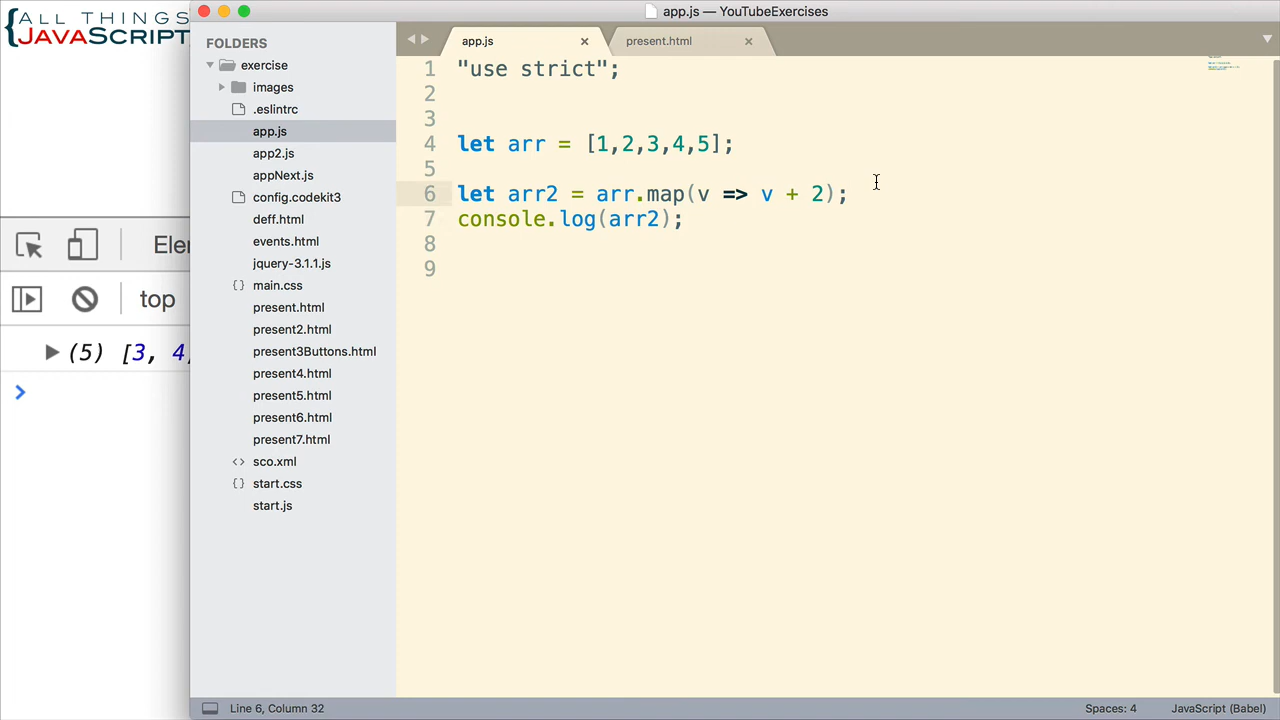 ALL THINGS
JAVASCRIPT
app.js — YouTubeExercises
FOLDERS
exercise
images
.eslintrc
app.js
app2.js
appNext.js
config.codekit3
deff.html
events.html
jquery-3.1.1.js
{} main.css
present.html
present2.html
present3Buttons.html
present4.html
present5.html
present6.html
present7.html
<> sco.xml
{} start.css
start.js
app.js
present.html
1 "use strict";
2
3
4 let arr = [1,2,3,4,5];
5
6 let arr2 = arr.map(v => v + 2);
7 console.log(arr2);
8
9
Ele
top
(5) [3, 4
Line 6, Column 32
Spaces: 4
JavaScript (Babel)